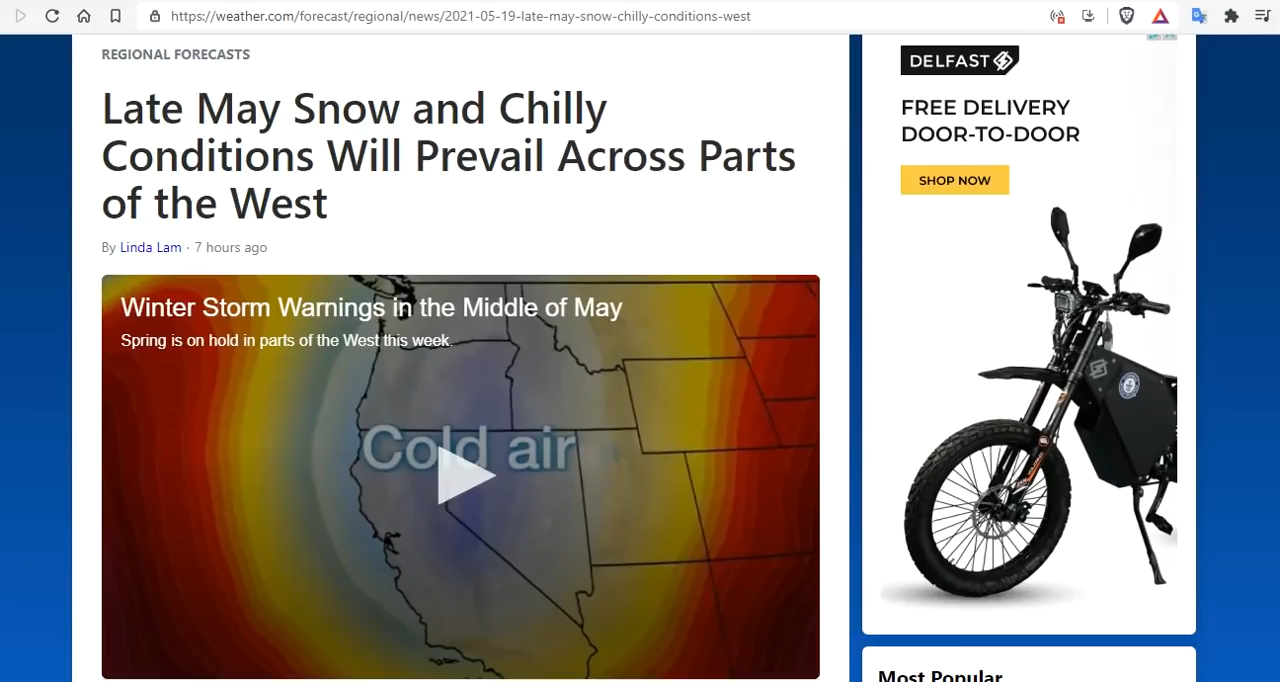 https://weather.com/forecast/regional/news/2021-05-19-late-may-snow-chilly-conditions-west
REGIONAL FORECASTS
Late May Snow and Chilly
Conditions Will Prevail Across Parts
of the West
By Linda Lam · 7 hours ago
Winter Storm Warnings in the Middle of May
Spring is on hold in parts of the West this week.
Cold air
DELFAST
FREE DELIVERY
DOOR-TO-DOOR
SHOP NOW
Most Popular